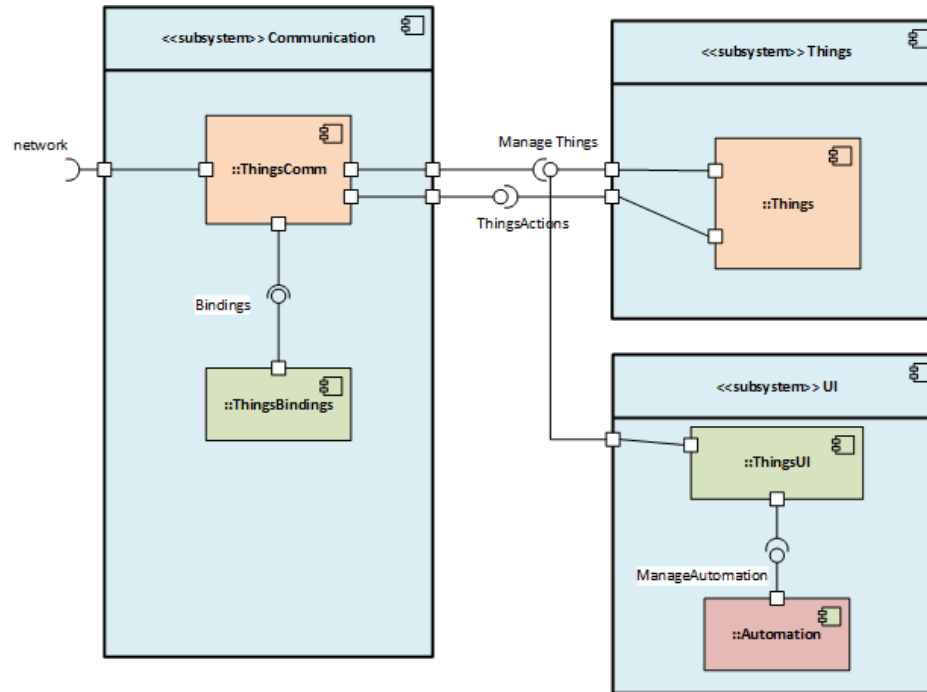 <<subsystem>> Communication
<<subsystem>> Things
network
Manage Things
::ThingsComm
::Things
ThingsActions
Bindings
::ThingsBindings
<<subsystem>> UI
::ThingsUI
ManageAutomation
::Automation